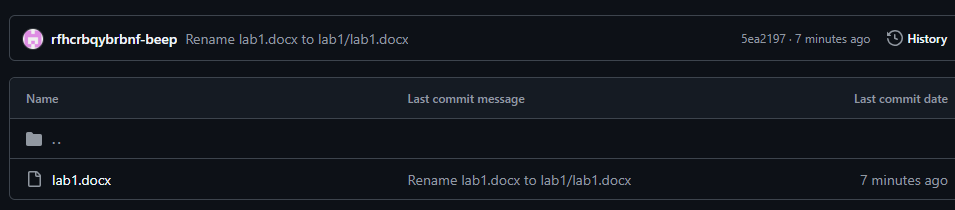 rfhcrbqybrbnf-beep Rename lab1.docx to lab1/lab1.docx 5ea2197 · 7 minutes ago History
Name Last commit message Last commit date
..
lab1.docx Rename lab1.docx to lab1/lab1.docx 7 minutes ago